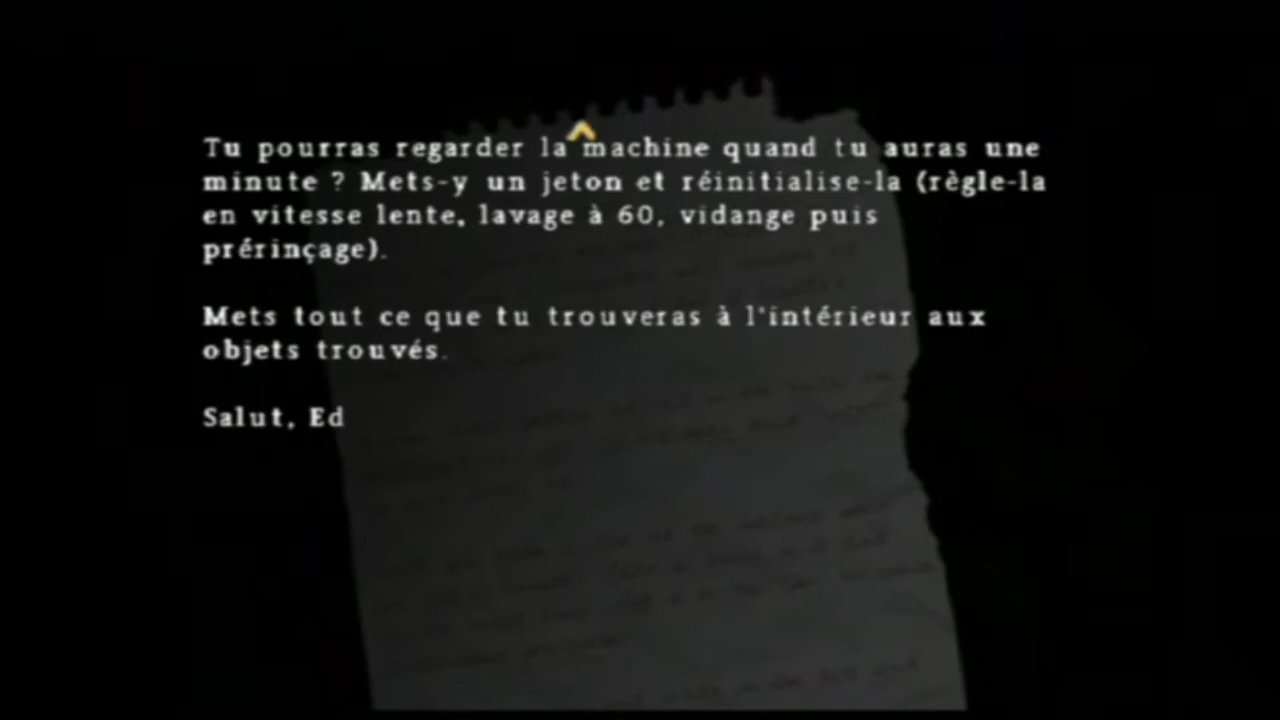 Tu pourras regarder la machine quand tu auras une
minute ? Mets-y un jeton et réinitialise-la (règle-la
en vitesse lente, lavage à 60, vidange puis
prérinçage).
Mets tout ce que tu trouveras à l'intérieur aux
objets trouvés.
Salut, Ed